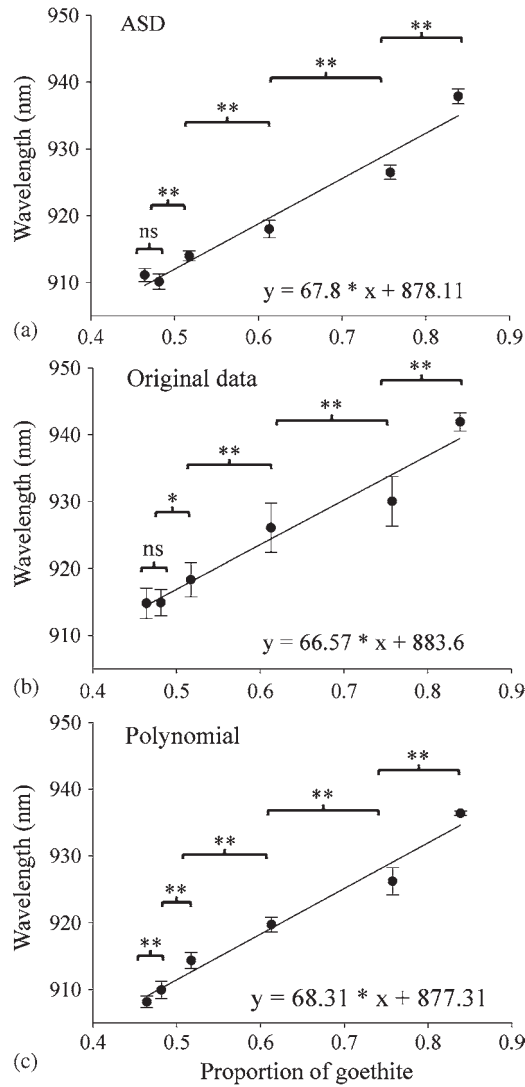 950
ASD
**
**
940
**
930
**
920
ns
910
y = 67.8 * x + 878.11
Wavelength (nm)
(a)
0.4 0.5 0.6 0.7 0.8 0.9
950
Original data
**
**
940
**
930
*
920
ns
910
y = 66.57 * x + 883.6
Wavelength (nm)
(b)
0.4 0.5 0.6 0.7 0.8 0.9
950
Polynomial
**
**
940
**
930
**
920
**
910
y = 68.31 * x + 877.31
Wavelength (nm)
(c)
0.4 0.5 0.6 0.7 0.8 0.9
Proportion of goethite